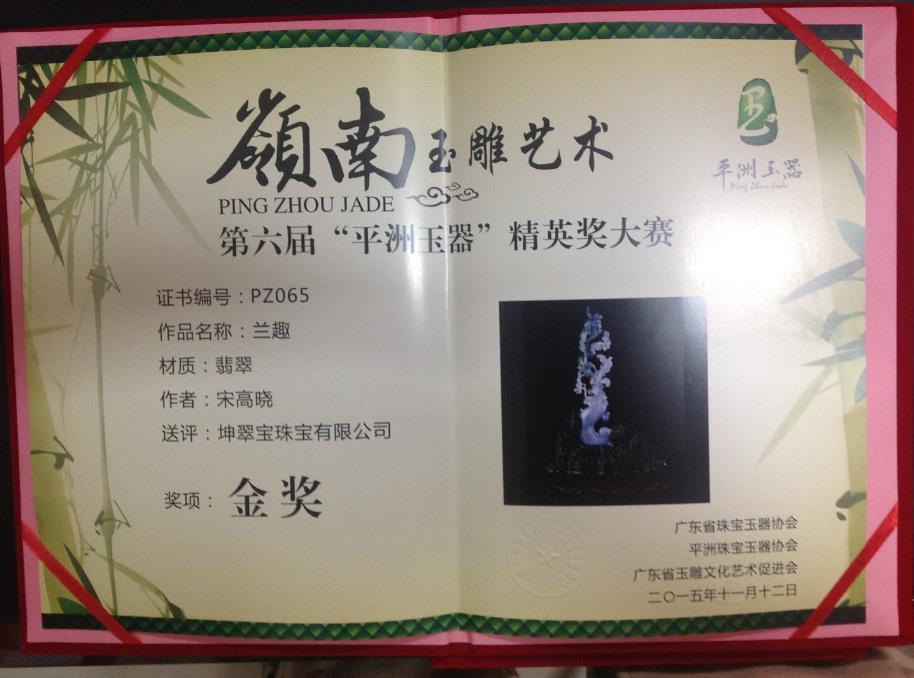 嶺南玉雕艺术
PING ZHOU JADE
平洲玉器
Ping Zhou Jade
第六届“平洲玉器”精英奖大赛
证书编号：PZ065
作品名称：兰趣
材质：翡翠
作者：宋高晓
送评：坤翠宝珠宝有限公司
奖项：金奖
广东省珠宝玉器协会
平洲珠宝玉器协会
广东省玉雕文化艺术促进会
二〇一五年十一月十二日